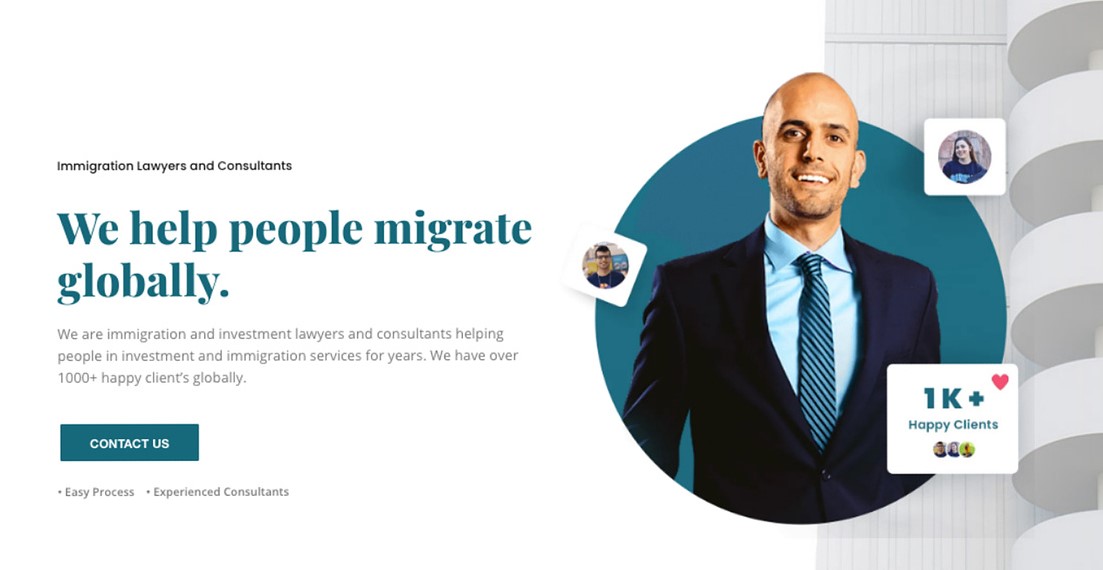 Immigration Lawyers and Consultants
We help people migrate
globally.
We are immigration and investment lawyers and consultants helping
people in investment and immigration services for years. We have over
1000+ happy client’s globally.
CONTACT US
• Easy Process • Experienced Consultants
1K+
Happy Clients